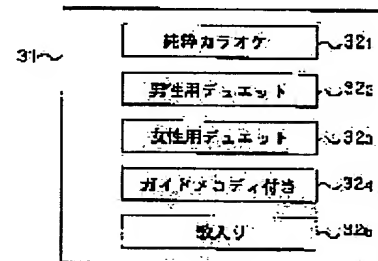 純粋カラオケ 321
31
男性用デュエット 322
女性用デュエット 323
ガイドメロディ付き 324
歌入り 325